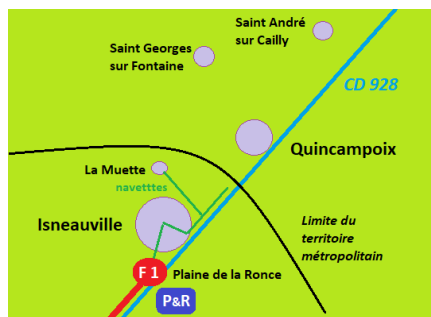 Saint André
sur Cailly
Saint Georges
sur Fontaine
CD 928
Quincampoix
La Muette
navetttes
Isneauville
Limite du
territoire
métropolitain
F 1
Plaine de la Ronce
P&R